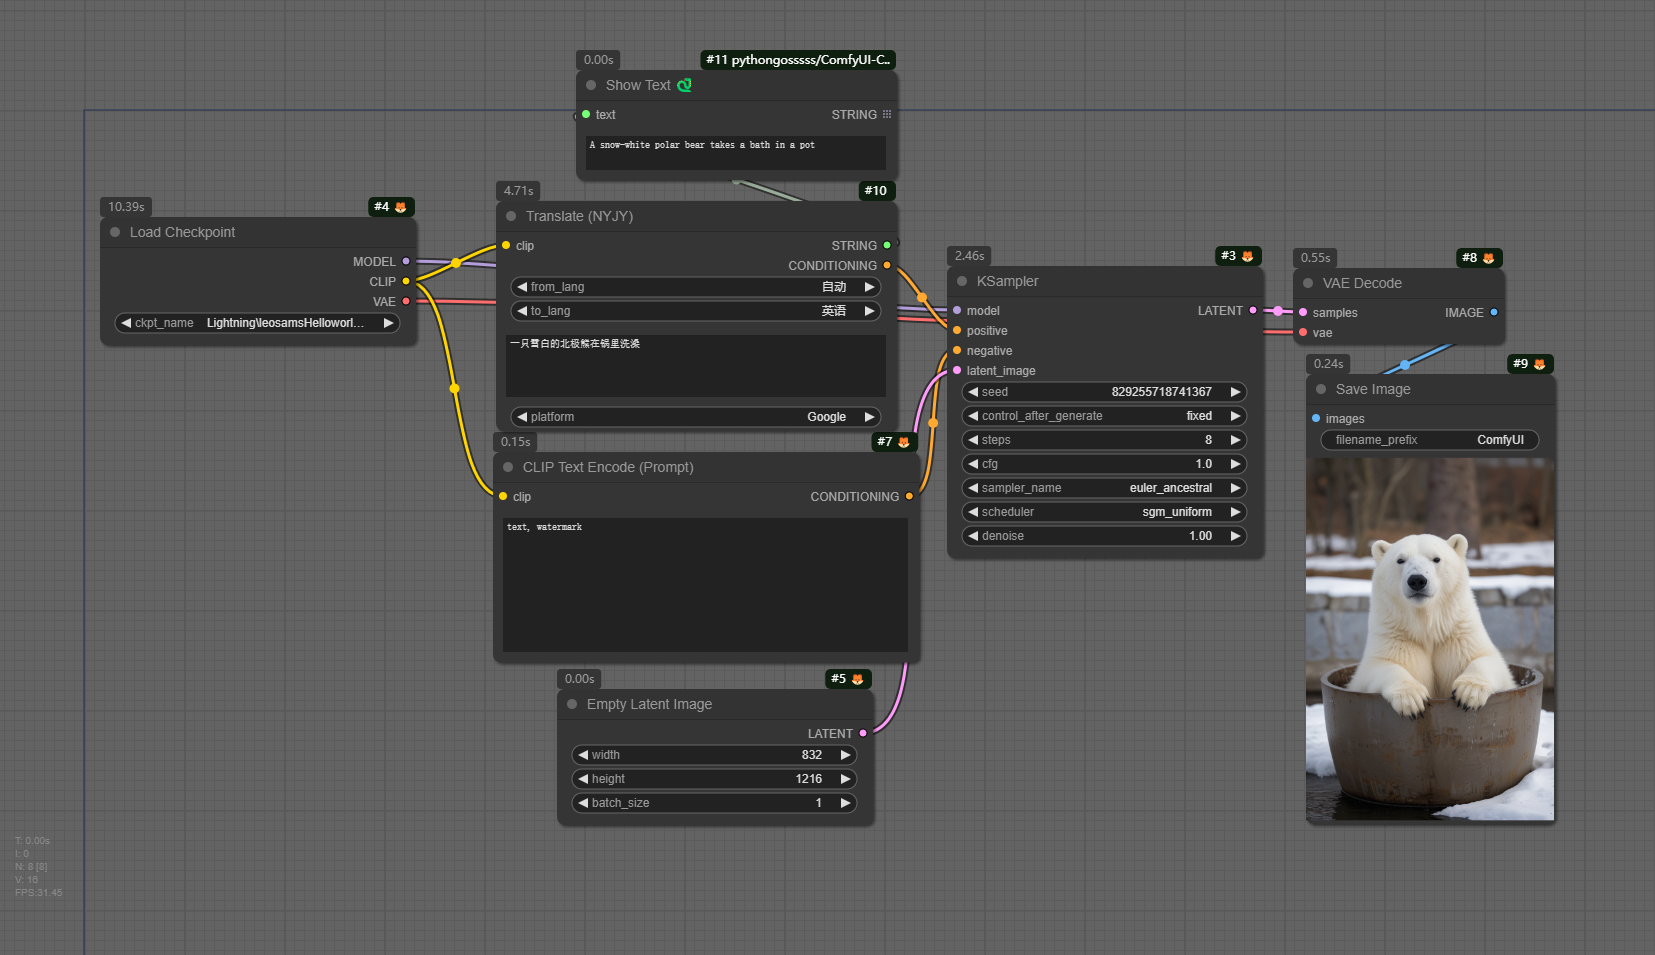 0.00s
#11 pythongosssss/ComfyUI-C..
Show Text
text
STRING
A snow-white polar bear takes a bath in a pot
10.39s
#4
Load Checkpoint
MODEL
CLIP
VAE
ckpt_name Lightning\leosamsHelloworl...
4.71s
#10
Translate (NYJY)
clip
STRING
CONDITIONING
from_lang 自动
to_lang 英语
一只雪白的北极熊在锅里洗澡
platform Google
0.15s
#7
CLIP Text Encode (Prompt)
clip
CONDITIONING
text, watermark
0.00s
#5
Empty Latent Image
LATENT
width 832
height 1216
batch_size 1
2.46s
#3
KSampler
model
LATENT
positive
negative
latent_image
seed 829255718741367
control_after_generate fixed
steps 8
cfg 1.0
sampler_name euler_ancestral
scheduler sgm_uniform
denoise 1.00
0.55s
#8
VAE Decode
samples
IMAGE
vae
0.24s
#9
Save Image
images
filename_prefix ComfyUI
T: 0.00s
I: 0
N: 8 [8]
V: 16
FPS:31.45